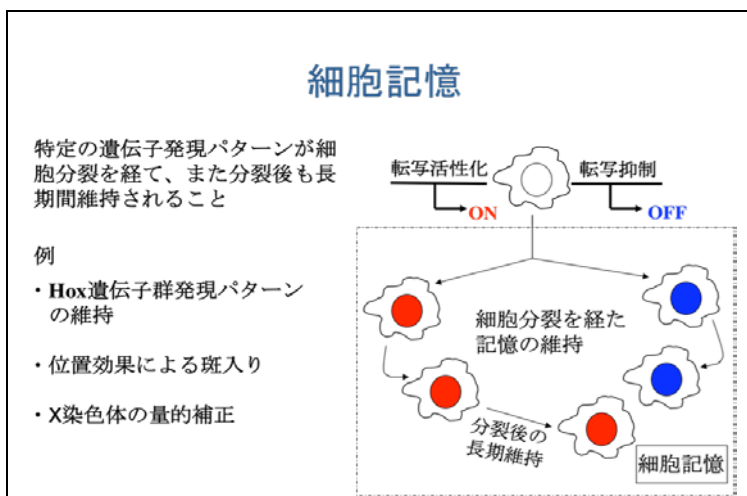 細胞記憶
特定の遺伝子発現パターンが細
胞分裂を経て、また分裂後も長
期間維持されること
例
・Hox遺伝子群発現パターン
の維持
・位置効果による斑入り
・X染色体の量的補正
転写活性化
ON
転写抑制
OFF
細胞分裂を経た
記憶の維持
分裂後の
長期維持
細胞記憶